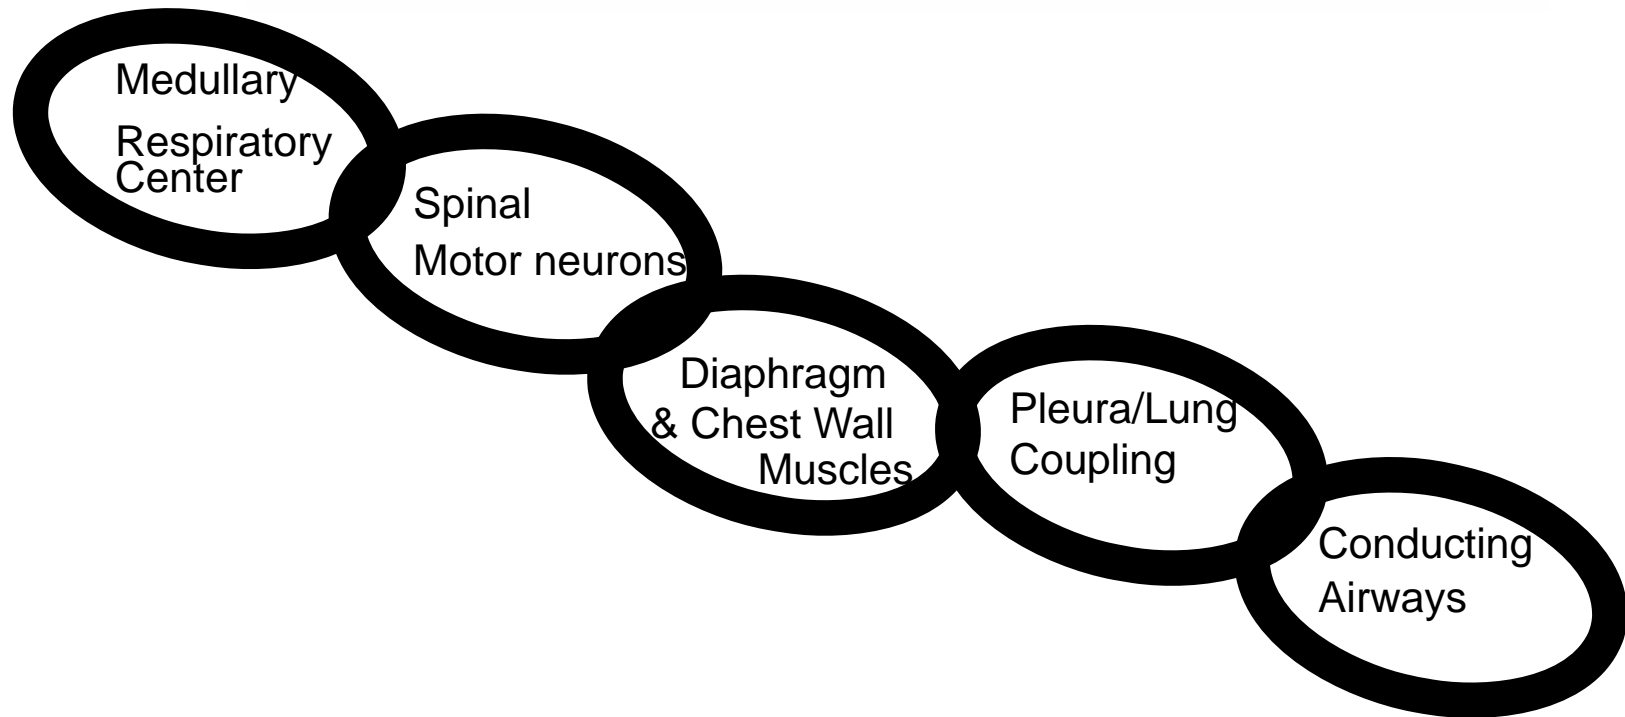 Medullary
Respiratory
Center
Spinal
Motor neurons
Diaphragm
& Chest Wall
Muscles
Pleura/Lung
Coupling
Conducting
Airways